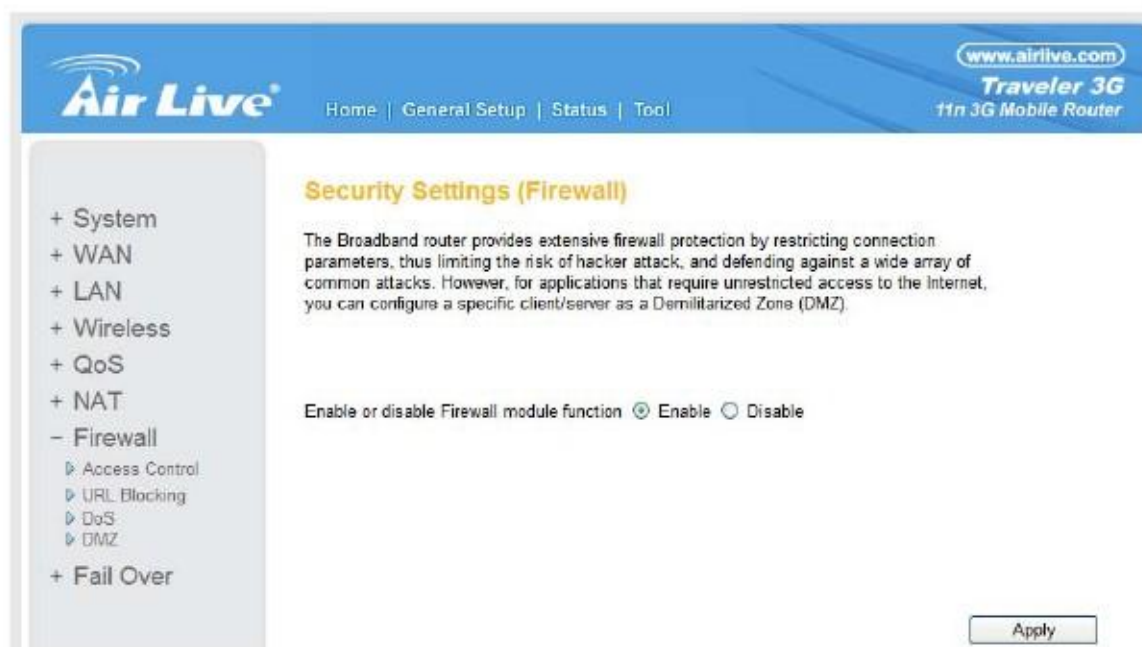 www.airlive.com
Air Live®
Traveler 3G
Home | General Setup | Status | Tool
11n 3G Mobile Router
Security Settings (Firewall)
The Broadband router provides extensive firewall protection by restricting connection
parameters, thus limiting the risk of hacker attack, and defending against a wide array of
common attacks. However, for applications that require unrestricted access to the Internet,
you can configure a specific client/server as a Demilitarized Zone (DMZ).
Enable or disable Firewall module function Enable Disable
+ System
+ WAN
+ LAN
+ Wireless
+ QoS
+ NAT
− Firewall
Access Control
URL Blocking
DoS
DMZ
+ Fail Over
Apply